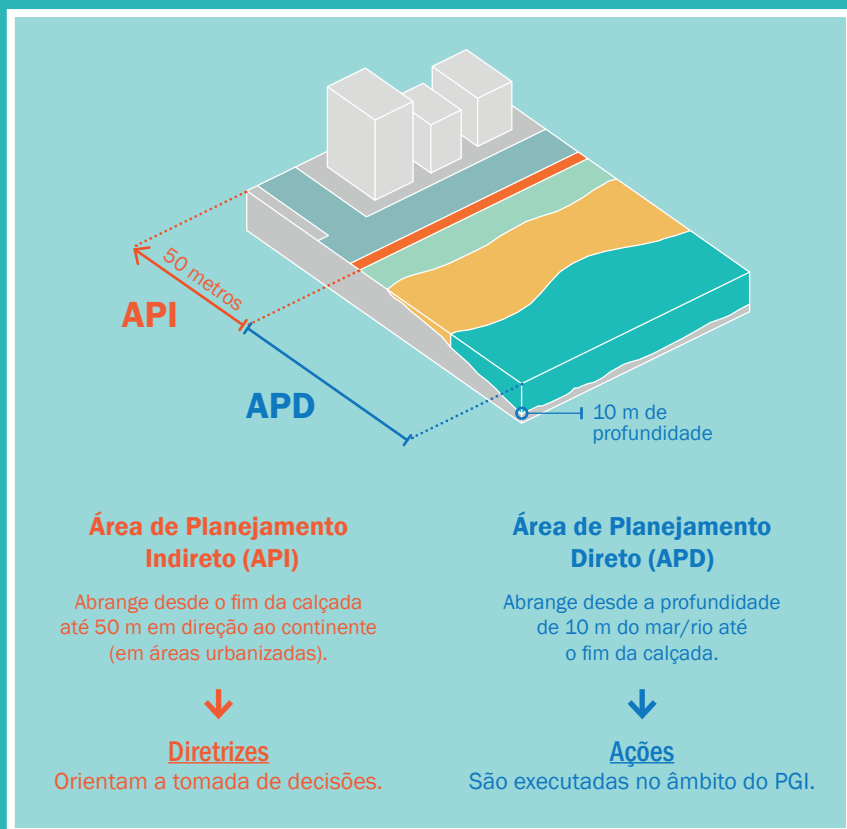 50 metros
API
APD
10 m de
profundidade
Área de Planejamento
Indireto (API)
Abrange desde o fim da calçada
até 50 m em direção ao continente
(em áreas urbanizadas).
Diretrizes
Orientam a tomada de decisões.
Área de Planejamento
Direto (APD)
Abrange desde a profundidade
de 10 m do mar/rio até
o fim da calçada.
Ações
São executadas no âmbito do PGI.